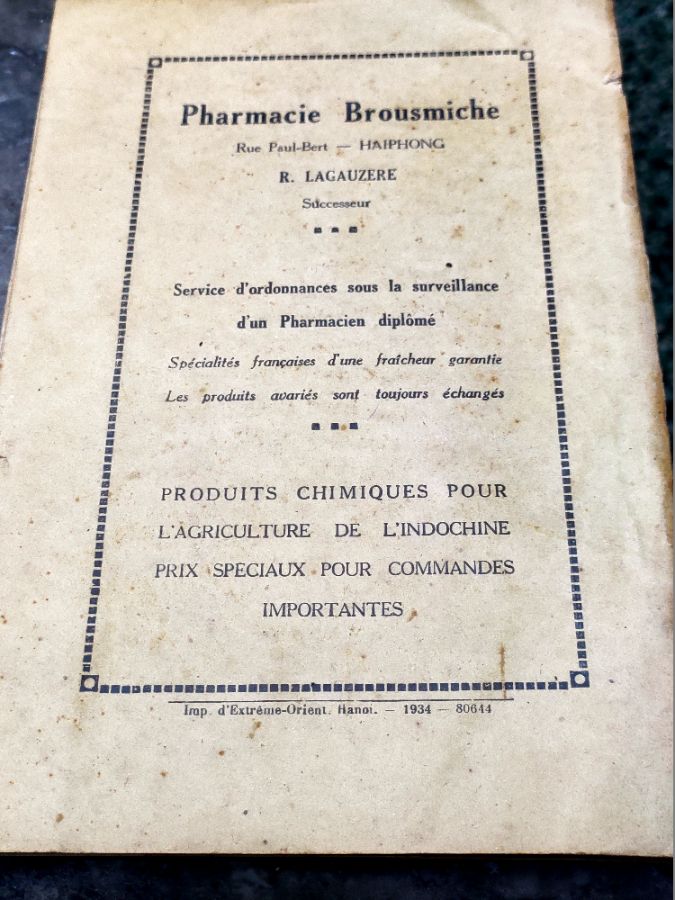 Pharmacie Brousmiche
Rue Paul-Bert — HAIPHONG
R. LAGAUZERE
Successeur
Service d'ordonnances sous la surveillance
d'un Pharmacien diplômé
Spécialités françaises d'une fraîcheur garantie
Les produits avariés sont toujours échangés
PRODUITS CHIMIQUES POUR
L'AGRICULTURE DE L'INDOCHINE
PRIX SPECIAUX POUR COMMANDES
IMPORTANTES
Imp. d'Extrême-Orient. Hanoi. — 1934 — 80644